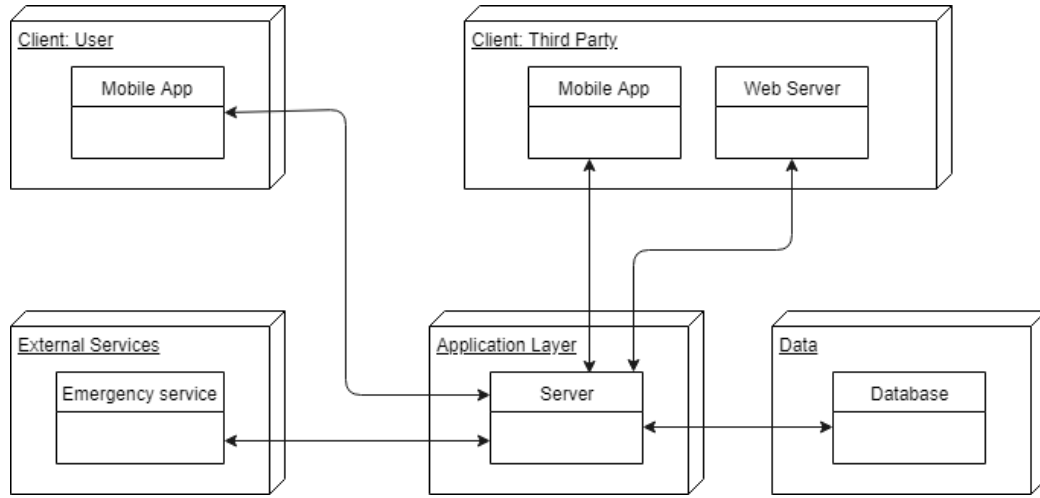 Client: User
Mobile App
Client: Third Party
Mobile App
Web Server
External Services
Emergency service
Application Layer
Server
Data
Database